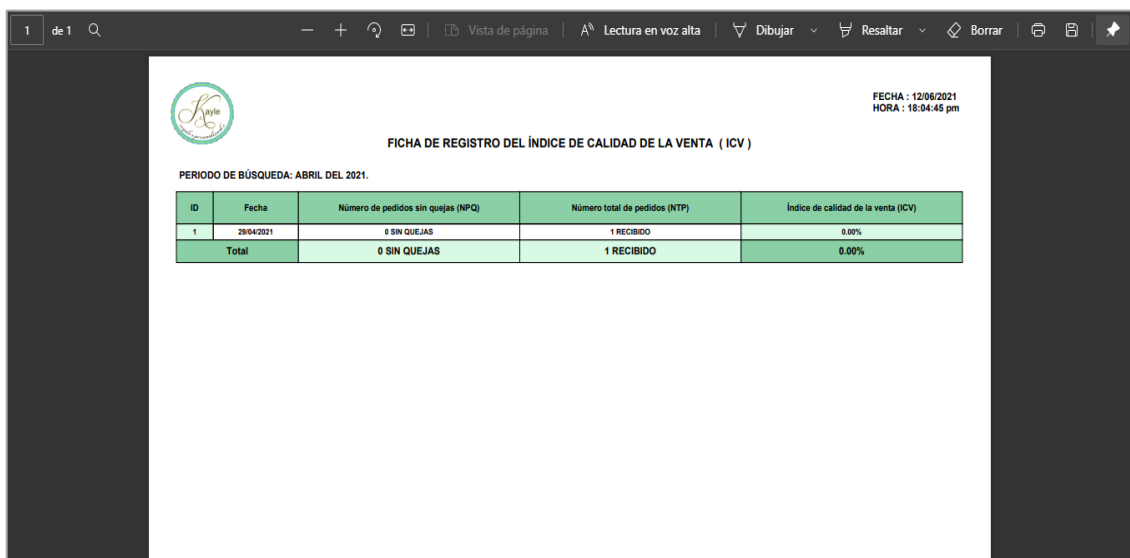 1 de 1 Vista de página Lectura en voz alta Dibujar Resaltar Borrar
Kayle
FECHA : 12/06/2021
HORA : 18:04:45 pm
FICHA DE REGISTRO DEL ÍNDICE DE CALIDAD DE LA VENTA ( ICV )
PERIODO DE BÚSQUEDA: ABRIL DEL 2021.
ID Fecha Número de pedidos sin quejas (NPQ) Número total de pedidos (NTP) Índice de calidad de la venta (ICV)
1 29/04/2021 0 SIN QUEJAS 1 RECIBIDO 0.00%
Total 0 SIN QUEJAS 1 RECIBIDO 0.00%